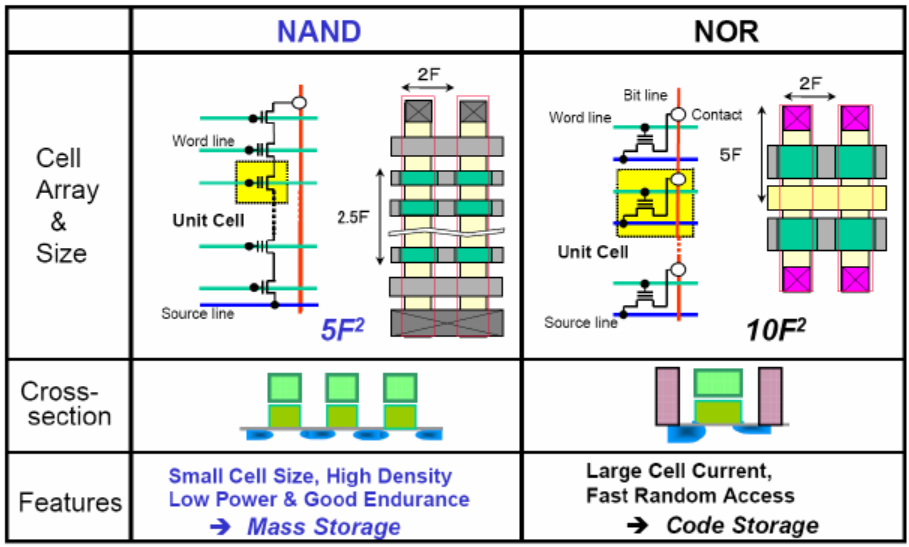 NAND
NOR
Cell
Array
&
Size
2F
Word line
Unit Cell
2.5F
Source line
5F²
2F
Bit line
Word line
Contact
5F
Unit Cell
Source line
10F²
Cross-
section
Features
Small Cell Size, High Density
Low Power & Good Endurance
➔ Mass Storage
Large Cell Current,
Fast Random Access
➔ Code Storage